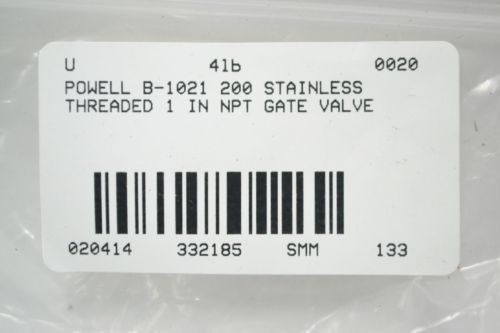 U 41b 0020
POWELL B-1021 200 STAINLESS
THREADED 1 IN NPT GATE VALVE
020414 332185 SMM 133